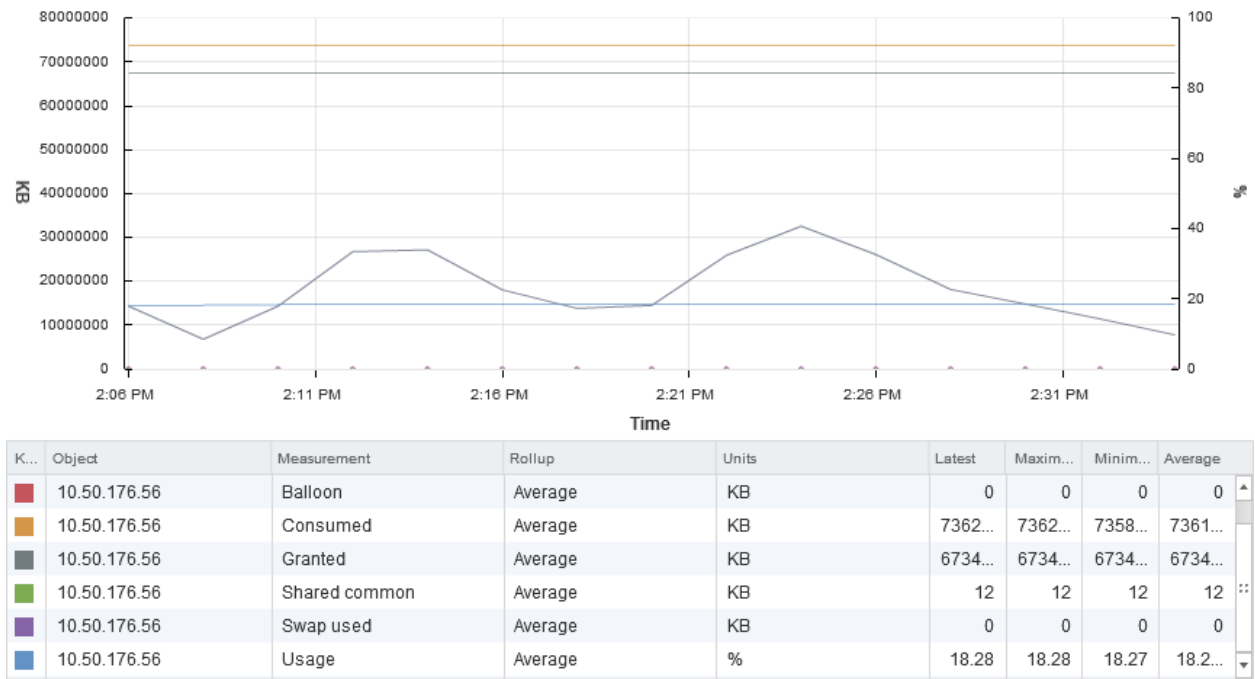 80000000
100
70000000
60000000
80
50000000
60
KB
40000000
%
30000000
40
20000000
20
10000000
0
0
2:06 PM 2:11 PM 2:16 PM 2:21 PM 2:26 PM 2:31 PM
Time
K... Object Measurement Rollup Units Latest Maxim... Minim... Average
10.50.176.56 Balloon Average KB 0 0 0 0
10.50.176.56 Consumed Average KB 7362... 7362... 7358... 7361...
10.50.176.56 Granted Average KB 6734... 6734... 6734... 6734...
10.50.176.56 Shared common Average KB 12 12 12 12
10.50.176.56 Swap used Average KB 0 0 0 0
10.50.176.56 Usage Average % 18.28 18.28 18.27 18.2...